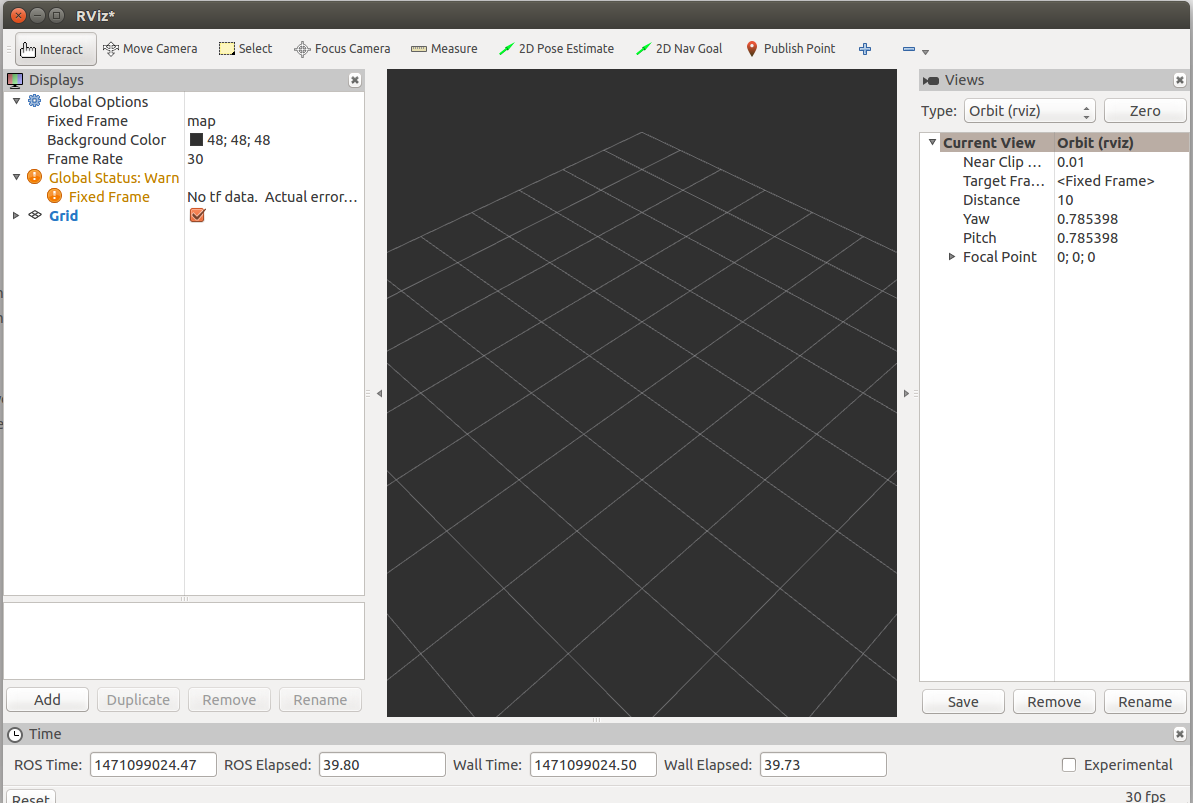 RViz*
Interact Move Camera Select Focus Camera Measure 2D Pose Estimate 2D Nav Goal Publish Point
Displays
Global Options
Fixed Frame map
Background Color 48; 48; 48
Frame Rate 30
Global Status: Warn
Fixed Frame No tf data. Actual error...
Grid
Add Duplicate Remove Rename
Views
Type: Orbit (rviz) Zero
Current View Orbit (rviz)
Near Clip ... 0.01
Target Fra... <Fixed Frame>
Distance 10
Yaw 0.785398
Pitch 0.785398
Focal Point 0; 0; 0
Save Remove Rename
Time
ROS Time: 1471099024.47 ROS Elapsed: 39.80 Wall Time: 1471099024.50 Wall Elapsed: 39.73 Experimental
Reset 30 fps